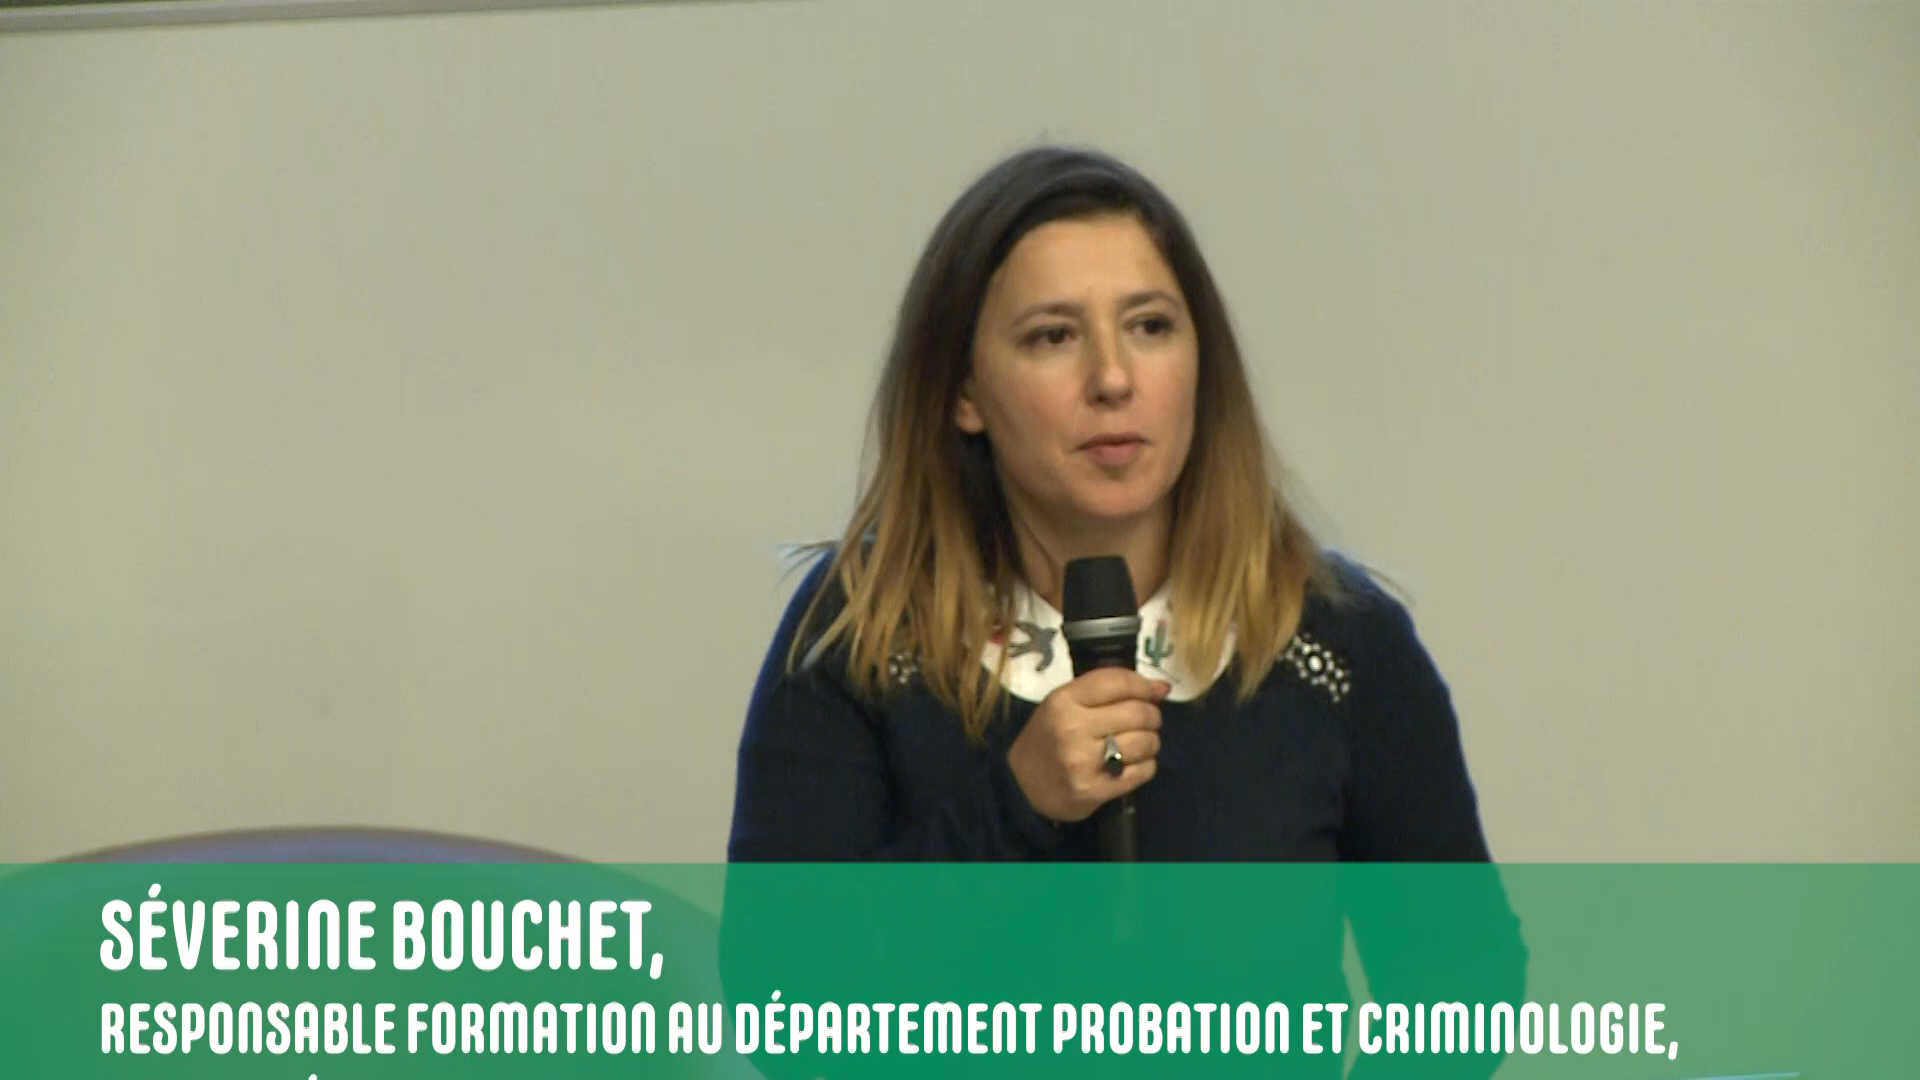 SÉVERINE BOUCHET,
RESPONSABLE FORMATION AU DÉPARTEMENT PROBATION ET CRIMINOLOGIE,